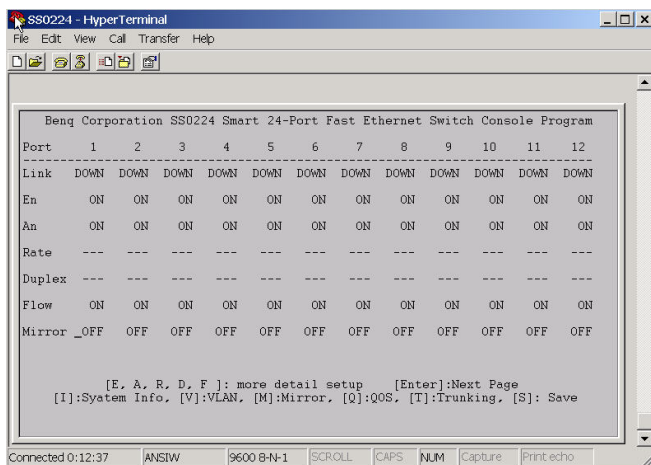 SS0224 - HyperTerminal
File Edit View Call Transfer Help
Benq Corporation SS0224 Smart 24-Port Fast Ethernet Switch Console Program
Port 1 2 3 4 5 6 7 8 9 10 11 12
Link DOWN DOWN DOWN DOWN DOWN DOWN DOWN DOWN DOWN DOWN DOWN DOWN
En ON ON ON ON ON ON ON ON ON ON ON ON
An ON ON ON ON ON ON ON ON ON ON ON ON
Rate --- --- --- --- --- --- --- --- --- --- --- ---
Duplex --- --- --- --- --- --- --- --- --- --- --- ---
Flow ON ON ON ON ON ON ON ON ON ON ON ON
Mirror _OFF OFF OFF OFF OFF OFF OFF OFF OFF OFF OFF OFF
[E, A, R, D, F ]: more detail setup [Enter]:Next Page
[I]:Syatem Info, [V]:VLAN, [M]:Mirror, [Q]:QOS, [T]:Trunking, [S]: Save
Connected 0:12:37 ANSIW 9600 8-N-1 SCROLL CAPS NUM Capture Print echo